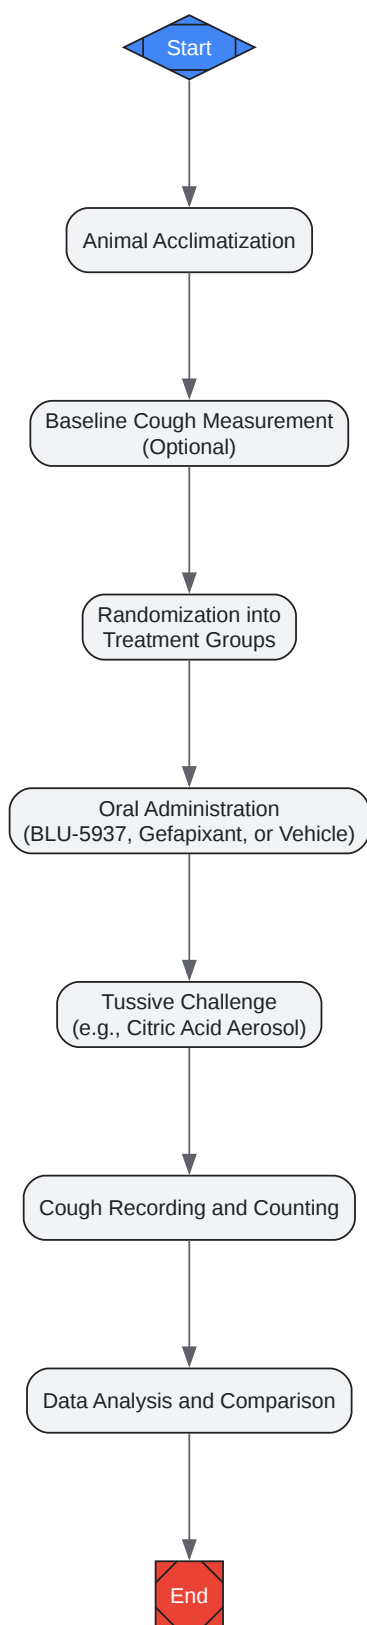 Start
Animal Acclimatization
Baseline Cough Measurement
(Optional)
Randomization into
Treatment Groups
Oral Administration
(BLU-5937, Gefapixant, or Vehicle)
Tussive Challenge
(e.g., Citric Acid Aerosol)
Cough Recording and Counting
Data Analysis and Comparison
End